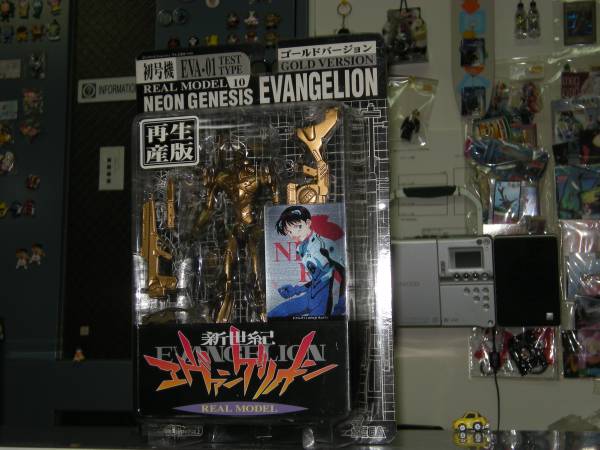 初号機 EVA-01 TEST TYPE
ゴールドバージョン
GOLD VERSION
REAL MODEL 10
NEON GENESIS EVANGELION
再生産版
INFORMATION
新世紀
EVANGELION
エヴァンゲリオン
REAL MODEL
SEGA